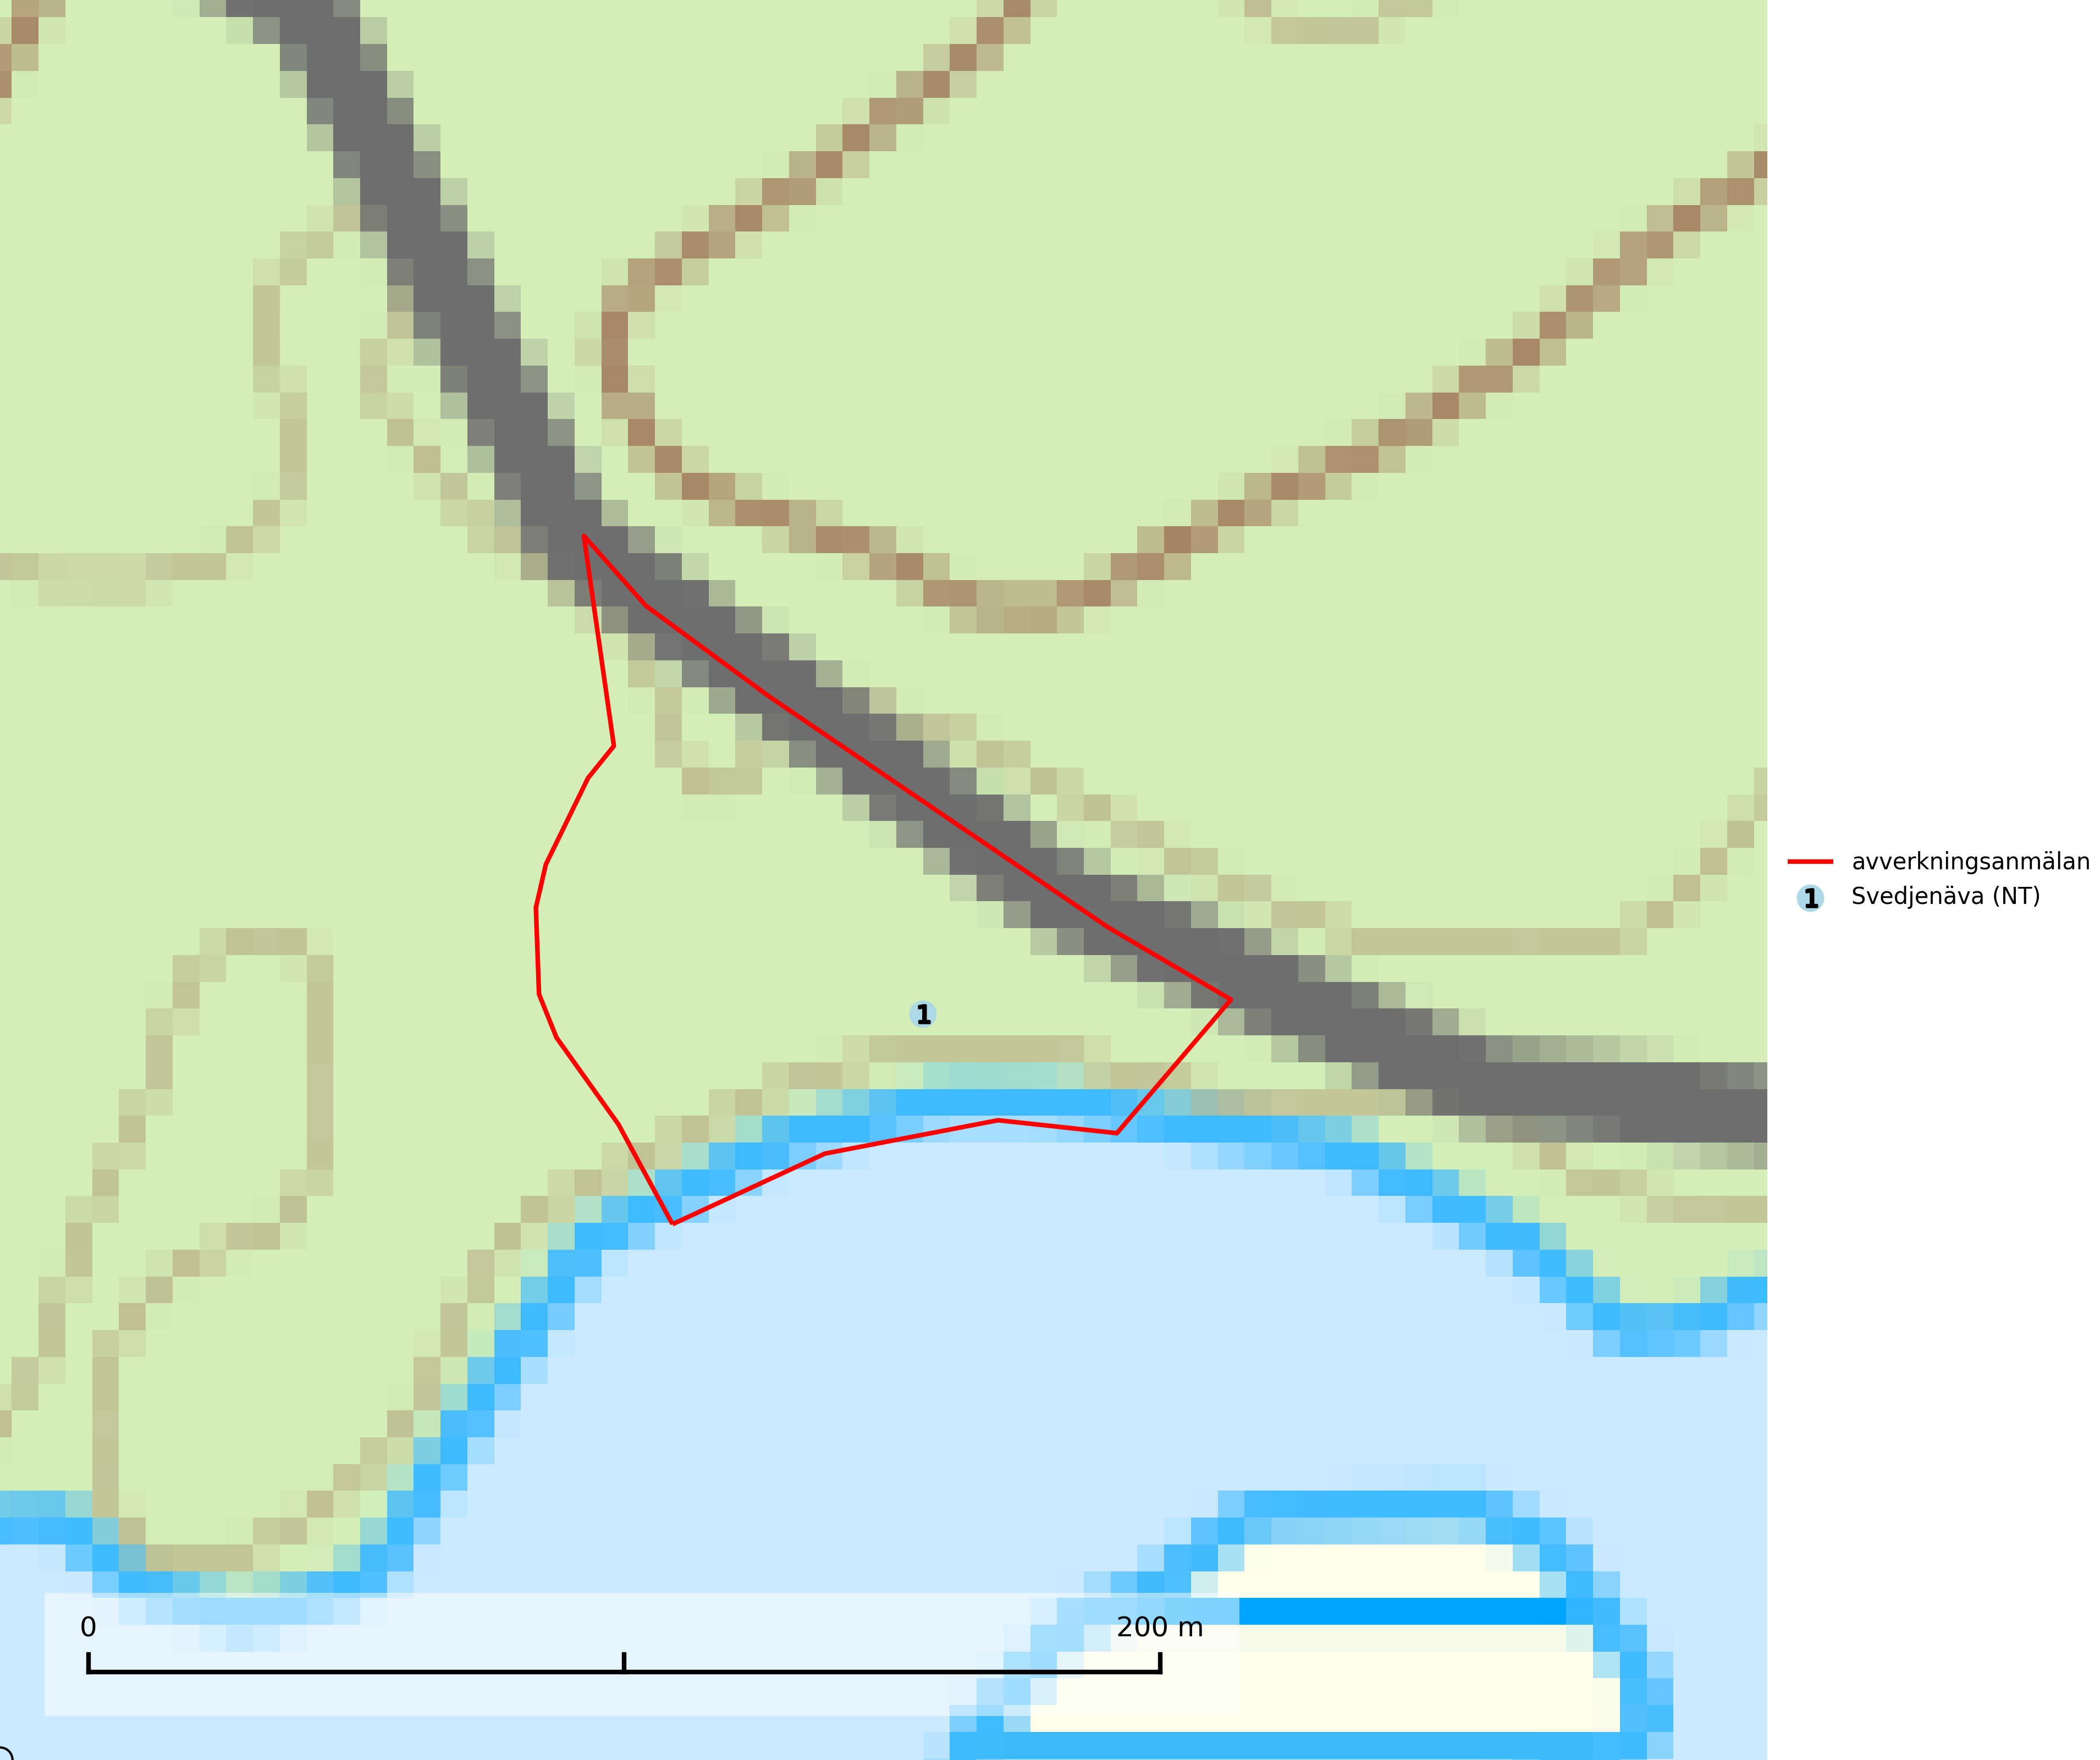 avverkningsanmälan
1 Svedjenäva (NT)
1
0 200 m